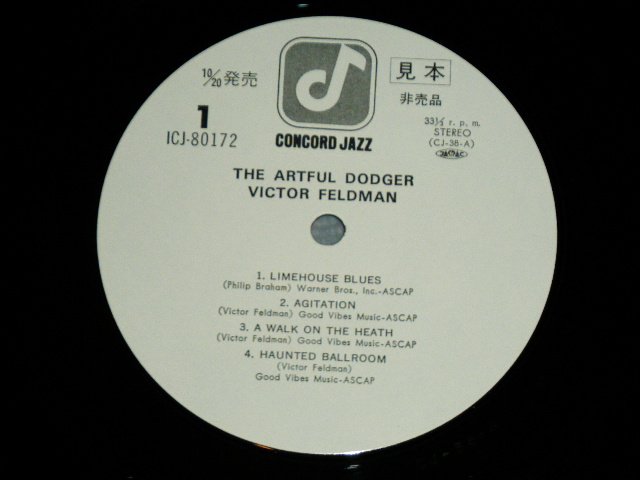 10/20 発売
見本
非売品
1
ICJ-80172
33⅓ r. p. m.
STEREO
(CJ-38-A)
JASRAC
CONCORD JAZZ
THE ARTFUL DODGER
VICTOR FELDMAN
1. LIMEHOUSE BLUES
(Philip Braham) Warner Bros., Inc.-ASCAP
2. AGITATION
(Victor Feldman) Good Vibes Music-ASCAP
3. A WALK ON THE HEATH
(Victor Feldman) Good Vibes Music-ASCAP
4. HAUNTED BALLROOM
(Victor Feldman)
Good Vibes Music-ASCAP